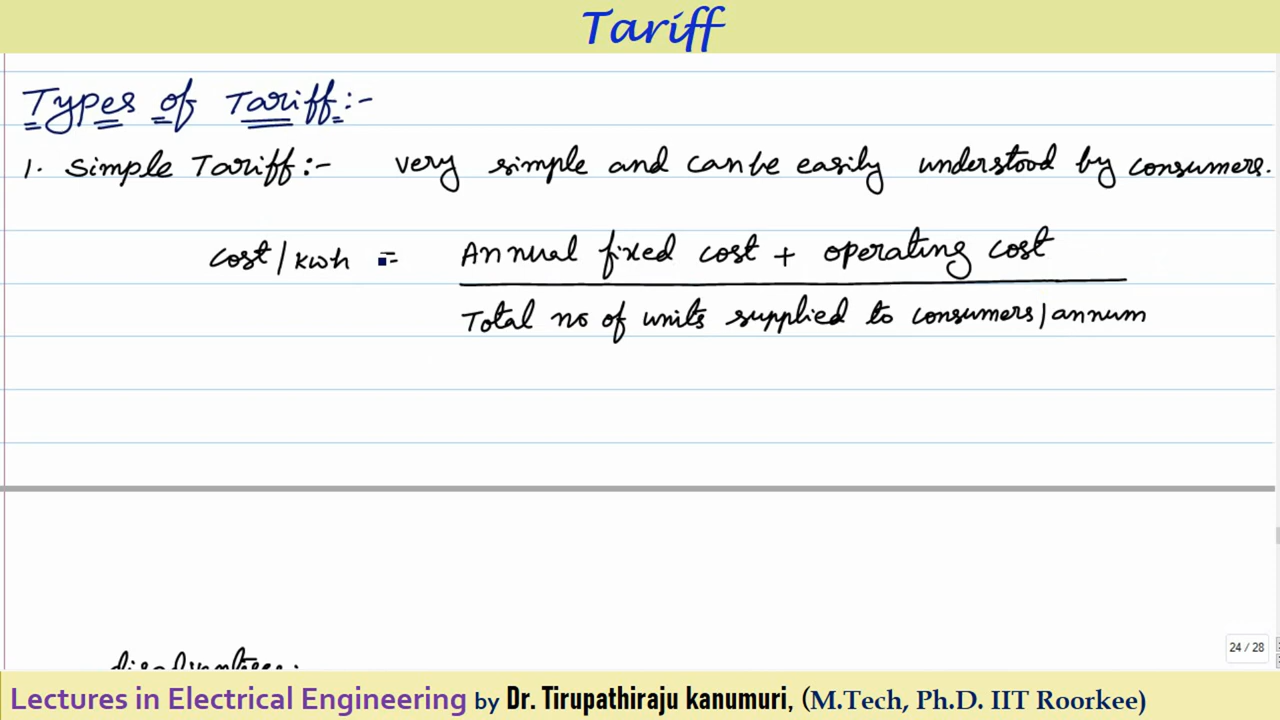 Tariff
Types of Tariff:-
1. Simple Tariff:- very simple and can be easily understood by consumers.
cost/kwh = Annual fixed cost + operating cost
Total no of units supplied to consumers/annum
24 / 28
Lectures in Electrical Engineering by Dr. Tirupathiraju kanumuri, (M.Tech, Ph.D. IIT Roorkee)